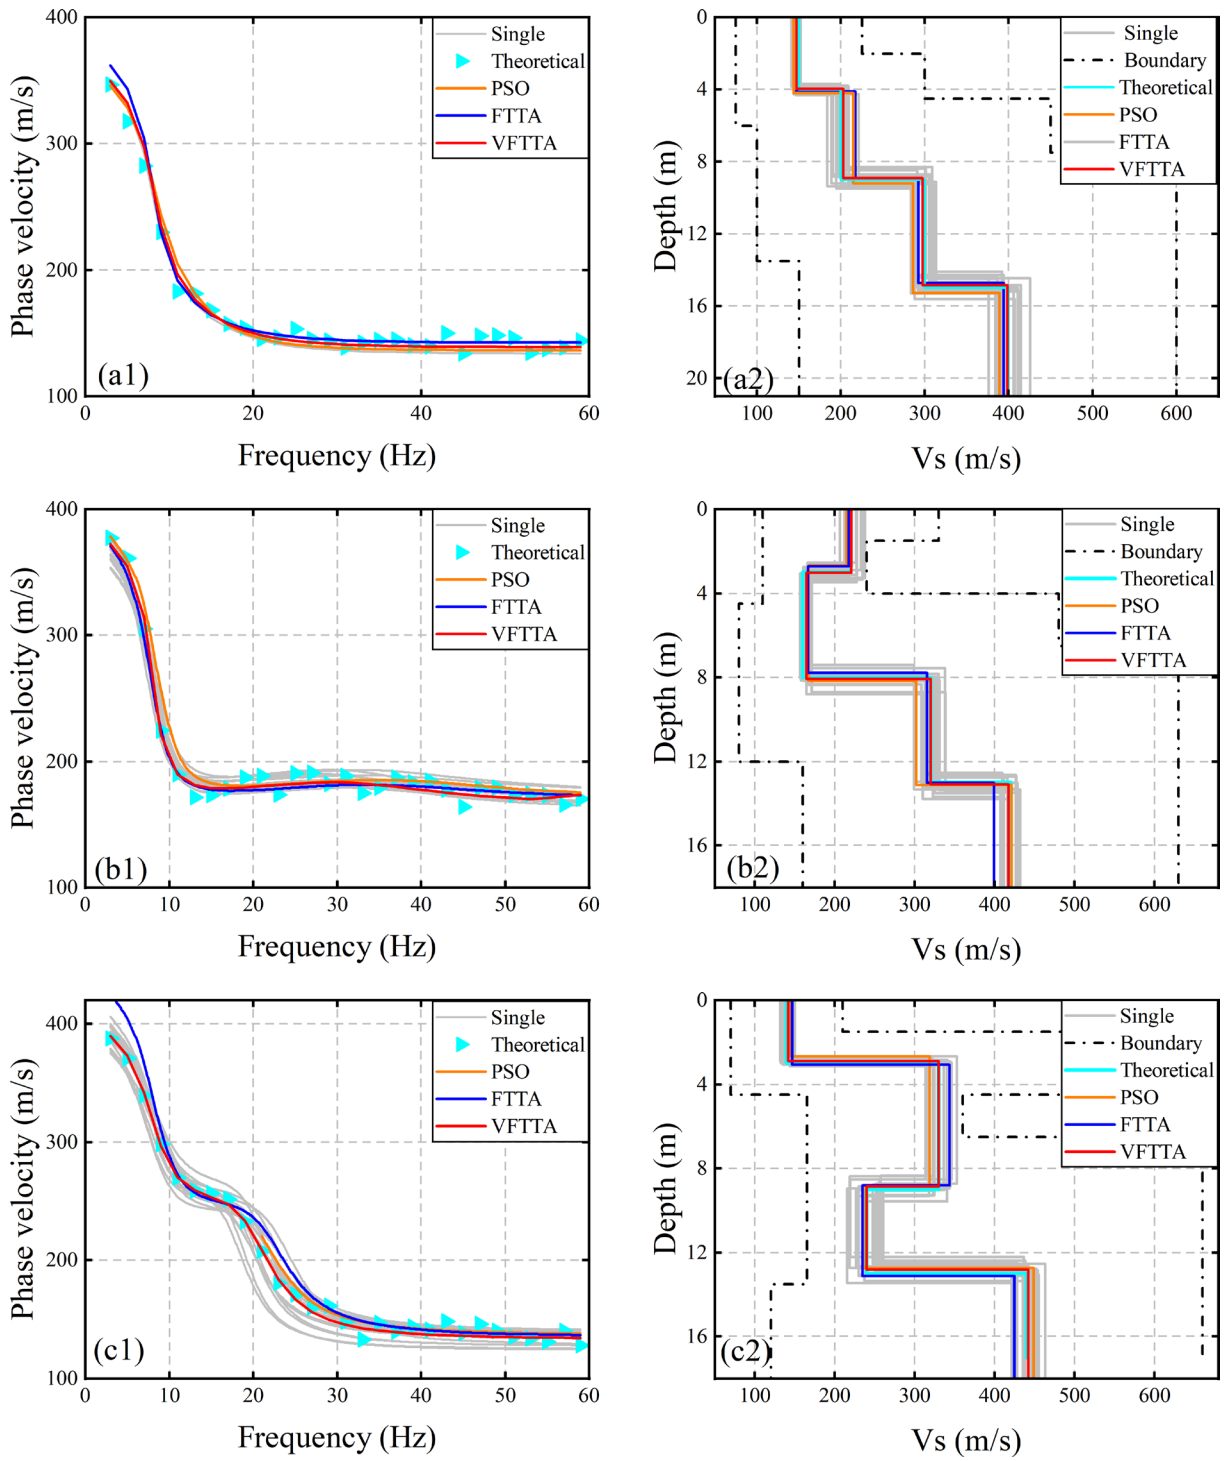 400
300
200
100
0
20
40
60
Phase velocity (m/s)
Frequency (Hz)
(a1)
Single
Theoretical
PSO
FTTA
VFTTA
0
4
8
12
16
20
100
200
300
400
500
600
Depth (m)
Vs (m/s)
(a2)
Single
Boundary
Theoretical
PSO
FTTA
VFTTA
400
300
200
100
0
10
20
30
40
50
60
Phase velocity (m/s)
Frequency (Hz)
(b1)
Single
Theoretical
PSO
FTTA
VFTTA
0
4
8
12
16
100
200
300
400
500
600
Depth (m)
Vs (m/s)
(b2)
Single
Boundary
Theoretical
PSO
FTTA
VFTTA
400
300
200
100
0
10
20
30
40
50
60
Phase velocity (m/s)
Frequency (Hz)
(c1)
Single
Theoretical
PSO
FTTA
VFTTA
0
4
8
12
16
100
200
300
400
500
600
Depth (m)
Vs (m/s)
(c2)
Single
Boundary
Theoretical
PSO
FTTA
VFTTA